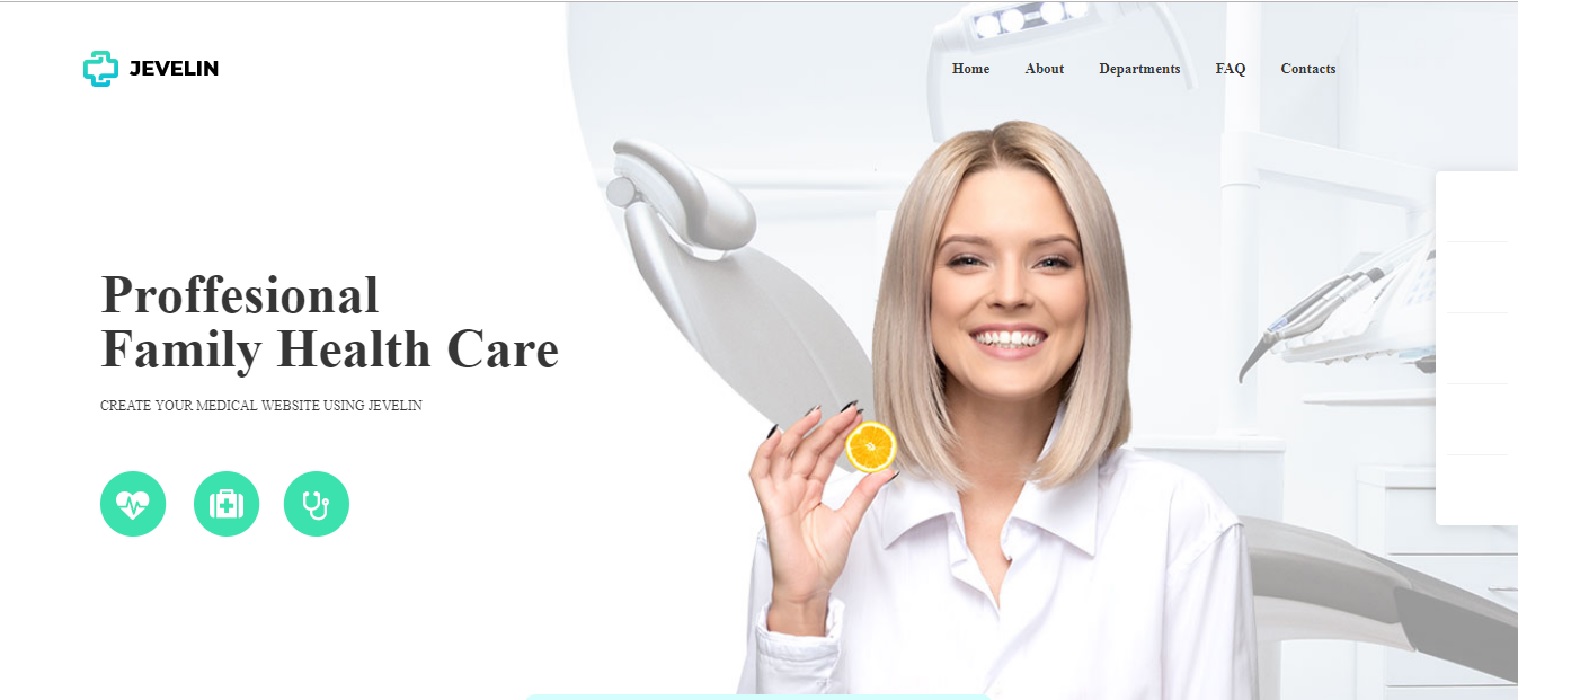 JEVELIN
Home About Departments FAQ Contacts
Proffesional
Family Health Care
CREATE YOUR MEDICAL WEBSITE USING JEVELIN